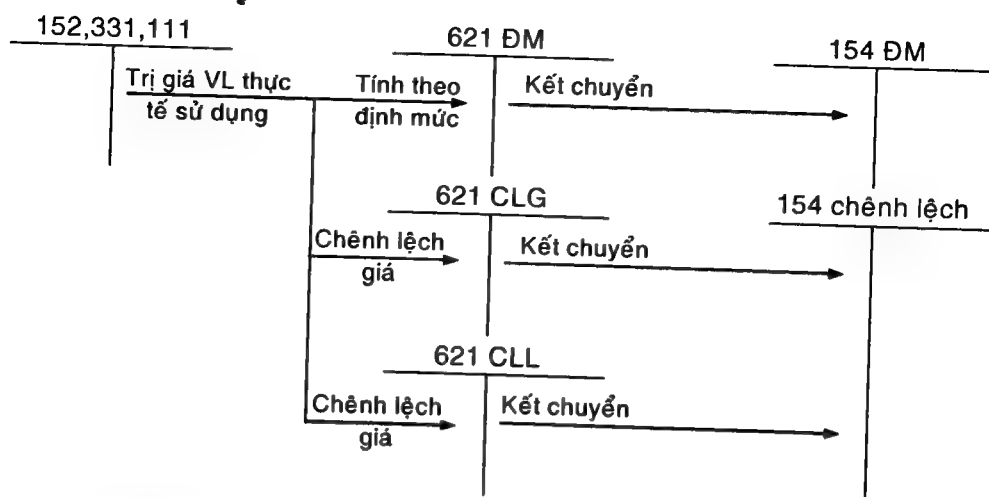 152,331,111
621 ĐM
154 ĐM
Trị giá VL thực
tế sử dụng
Tính theo
định mức
Kết chuyển
621 CLG
154 chênh lệch
Chênh lệch
giá
Kết chuyển
621 CLL
Chênh lệch
giá
Kết chuyển